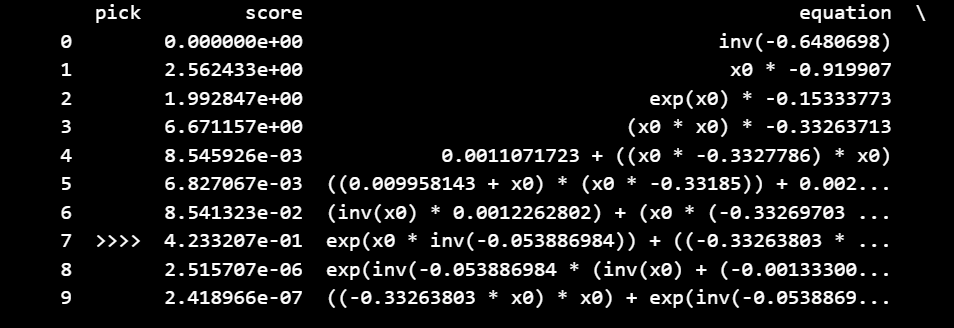 pick score equation \
0 0.000000e+00 inv(-0.6480698)
1 2.562433e+00 x0 * -0.919907
2 1.992847e+00 exp(x0) * -0.15333773
3 6.671157e+00 (x0 * x0) * -0.33263713
4 8.545926e-03 0.0011071723 + ((x0 * -0.3327786) * x0)
5 6.827067e-03 ((0.009958143 + x0) * (x0 * -0.33185)) + 0.002...
6 8.541323e-02 (inv(x0) * 0.0012262802) + (x0 * (-0.33269703 ...
7 >>>> 4.233207e-01 exp(x0 * inv(-0.053886984)) + ((-0.33263803 * ...
8 2.515707e-06 exp(inv(-0.053886984 * (inv(x0) + (-0.00133300...
9 2.418966e-07 ((-0.33263803 * x0) * x0) + exp(inv(-0.0538869...